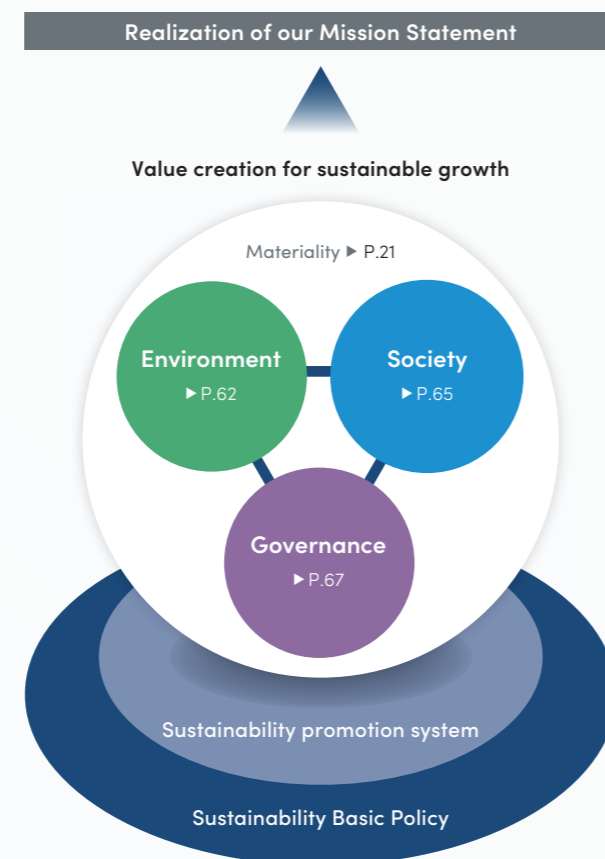 Realization of our Mission Statement
Value creation for sustainable growth
Materiality ▶ P.21
Environment
▶ P.62
Society
▶ P.65
Governance
▶ P.67
Sustainability promotion system
Sustainability Basic Policy